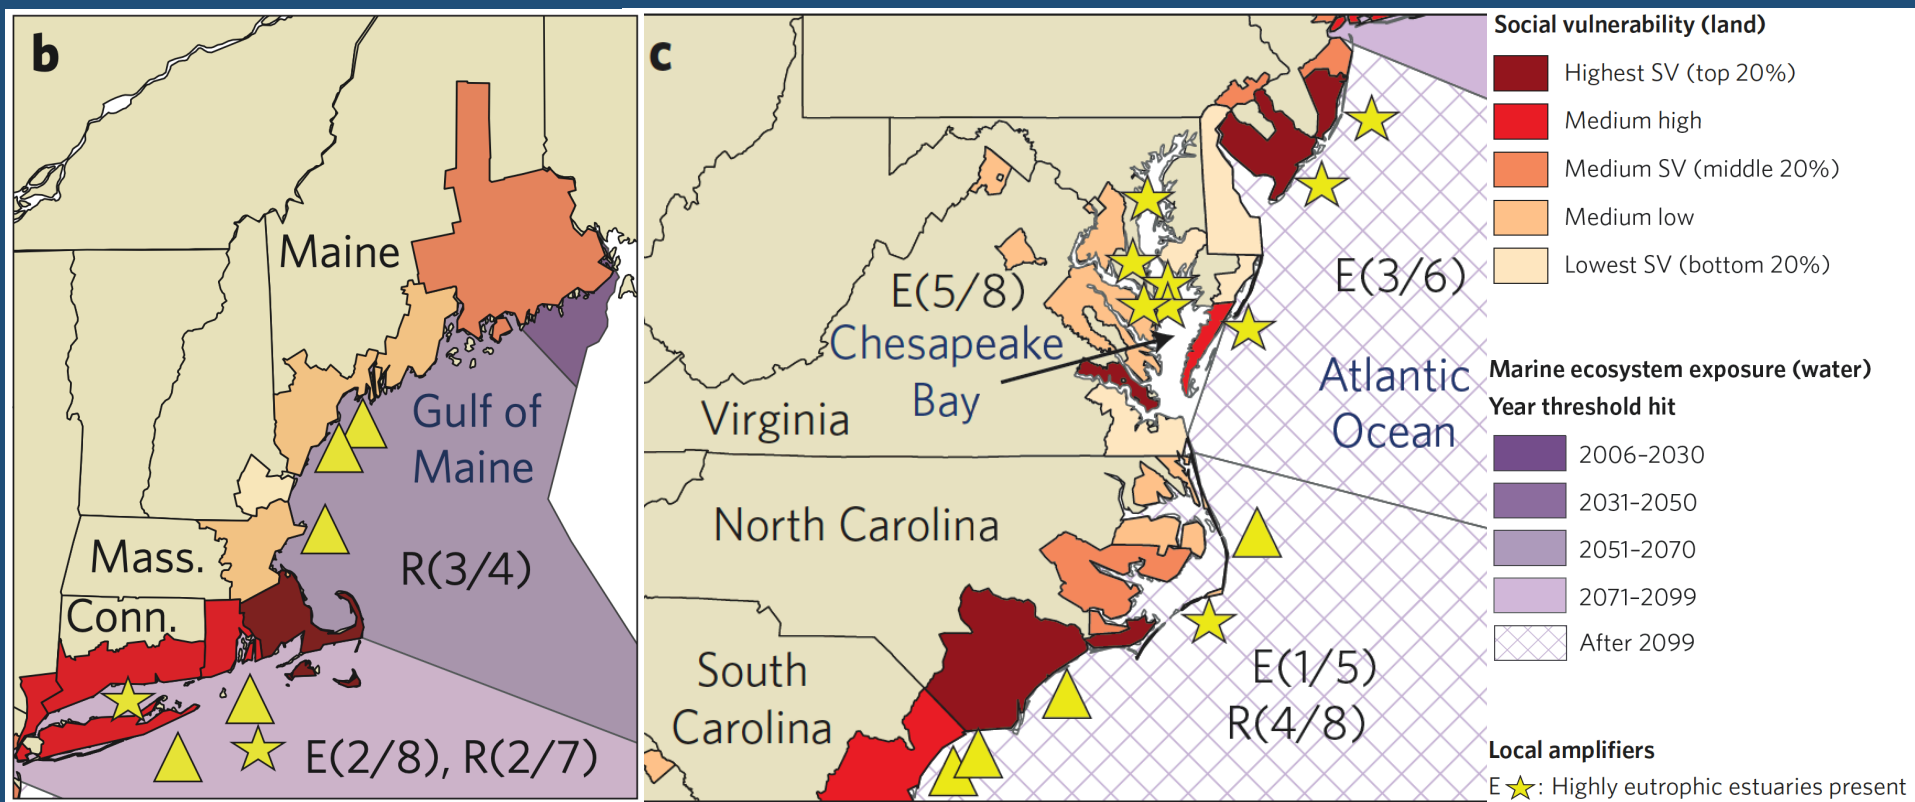 b
Maine
Gulf of
Maine
Mass.
R(3/4)
Conn.
E(2/8), R(2/7)
c
E(5/8)
Chesapeake
Bay
Virginia
E(3/6)
Atlantic
Ocean
North Carolina
South
Carolina
E(1/5)
R(4/8)
Social vulnerability (land)
Highest SV (top 20%)
Medium high
Medium SV (middle 20%)
Medium low
Lowest SV (bottom 20%)
Marine ecosystem exposure (water)
Year threshold hit
2006–2030
2031–2050
2051–2070
2071–2099
After 2099
Local amplifiers
E : Highly eutrophic estuaries present